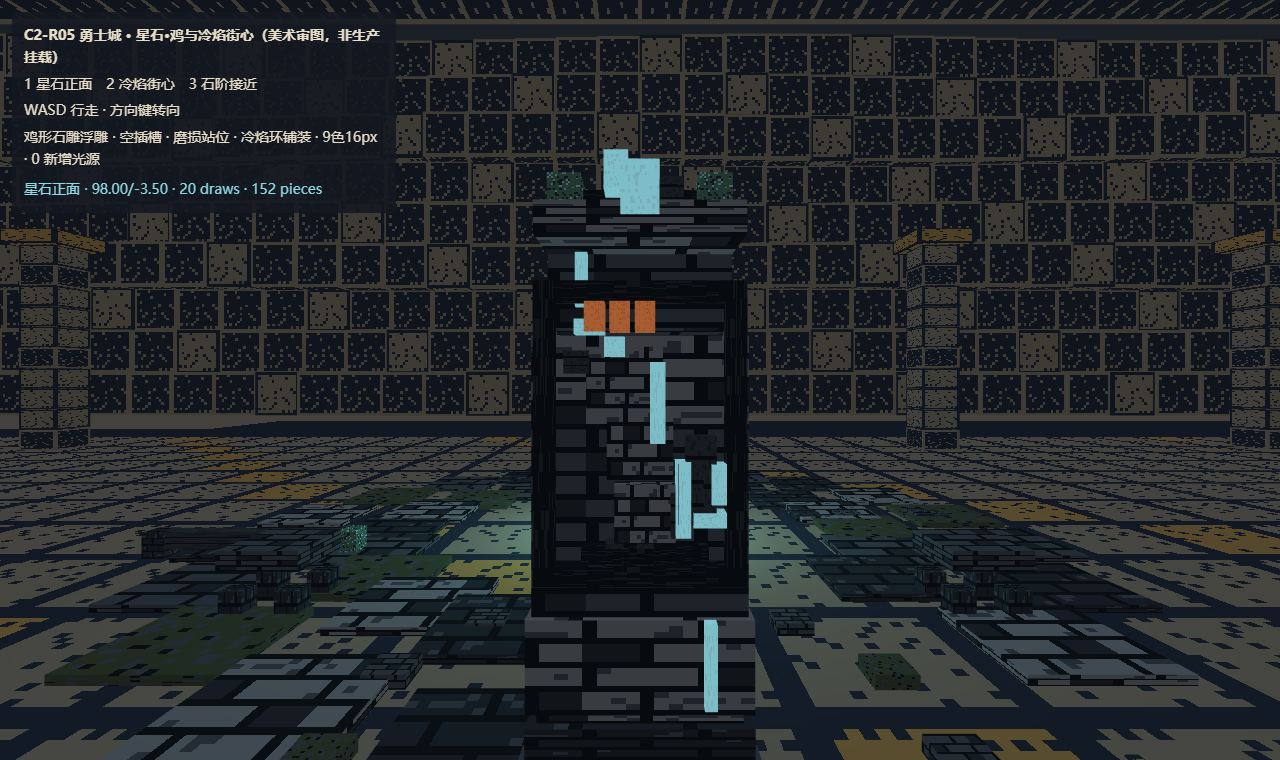 C2-R05 勇士城 • 星石•鸡与冷焰街心（美术审图，非生产
挂载）
1 星石正面 2 冷焰街心 3 石阶接近
WASD 行走 · 方向键转向
鸡形石雕浮雕 · 空插槽 · 磨损站位 · 冷焰环辅装 · 9色16px
· 0 新增光源
星石正面 · 98.00/-3.50 · 20 draws · 152 pieces